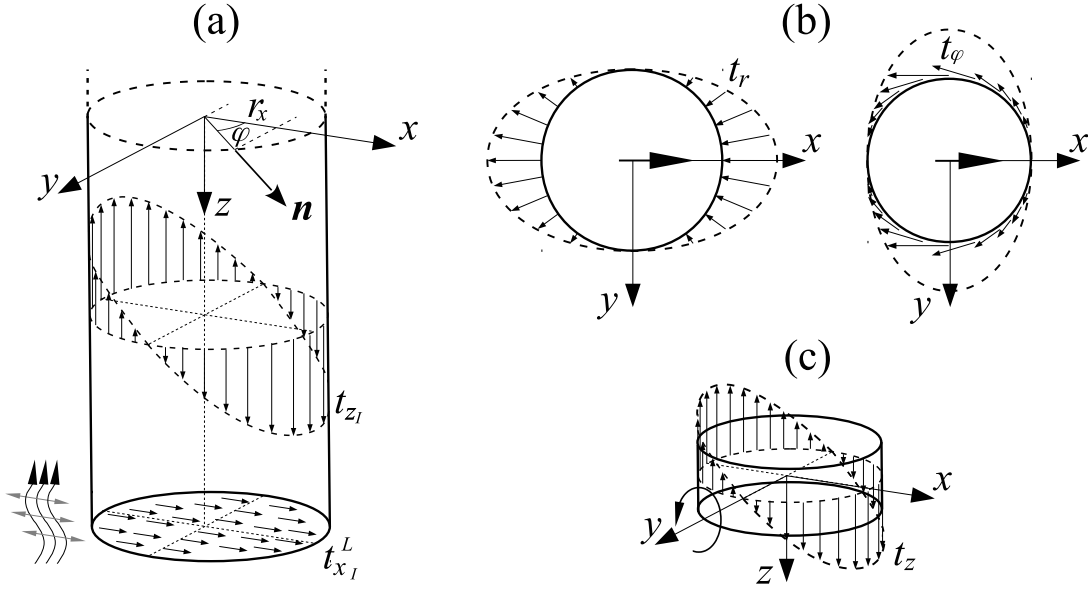 (a)
r_x
φ
x
y
z
n
t_{z_I}
t_{x_I}^L
(b)
t_r
x
y
t_φ
x
y
(c)
x
y
z
t_z